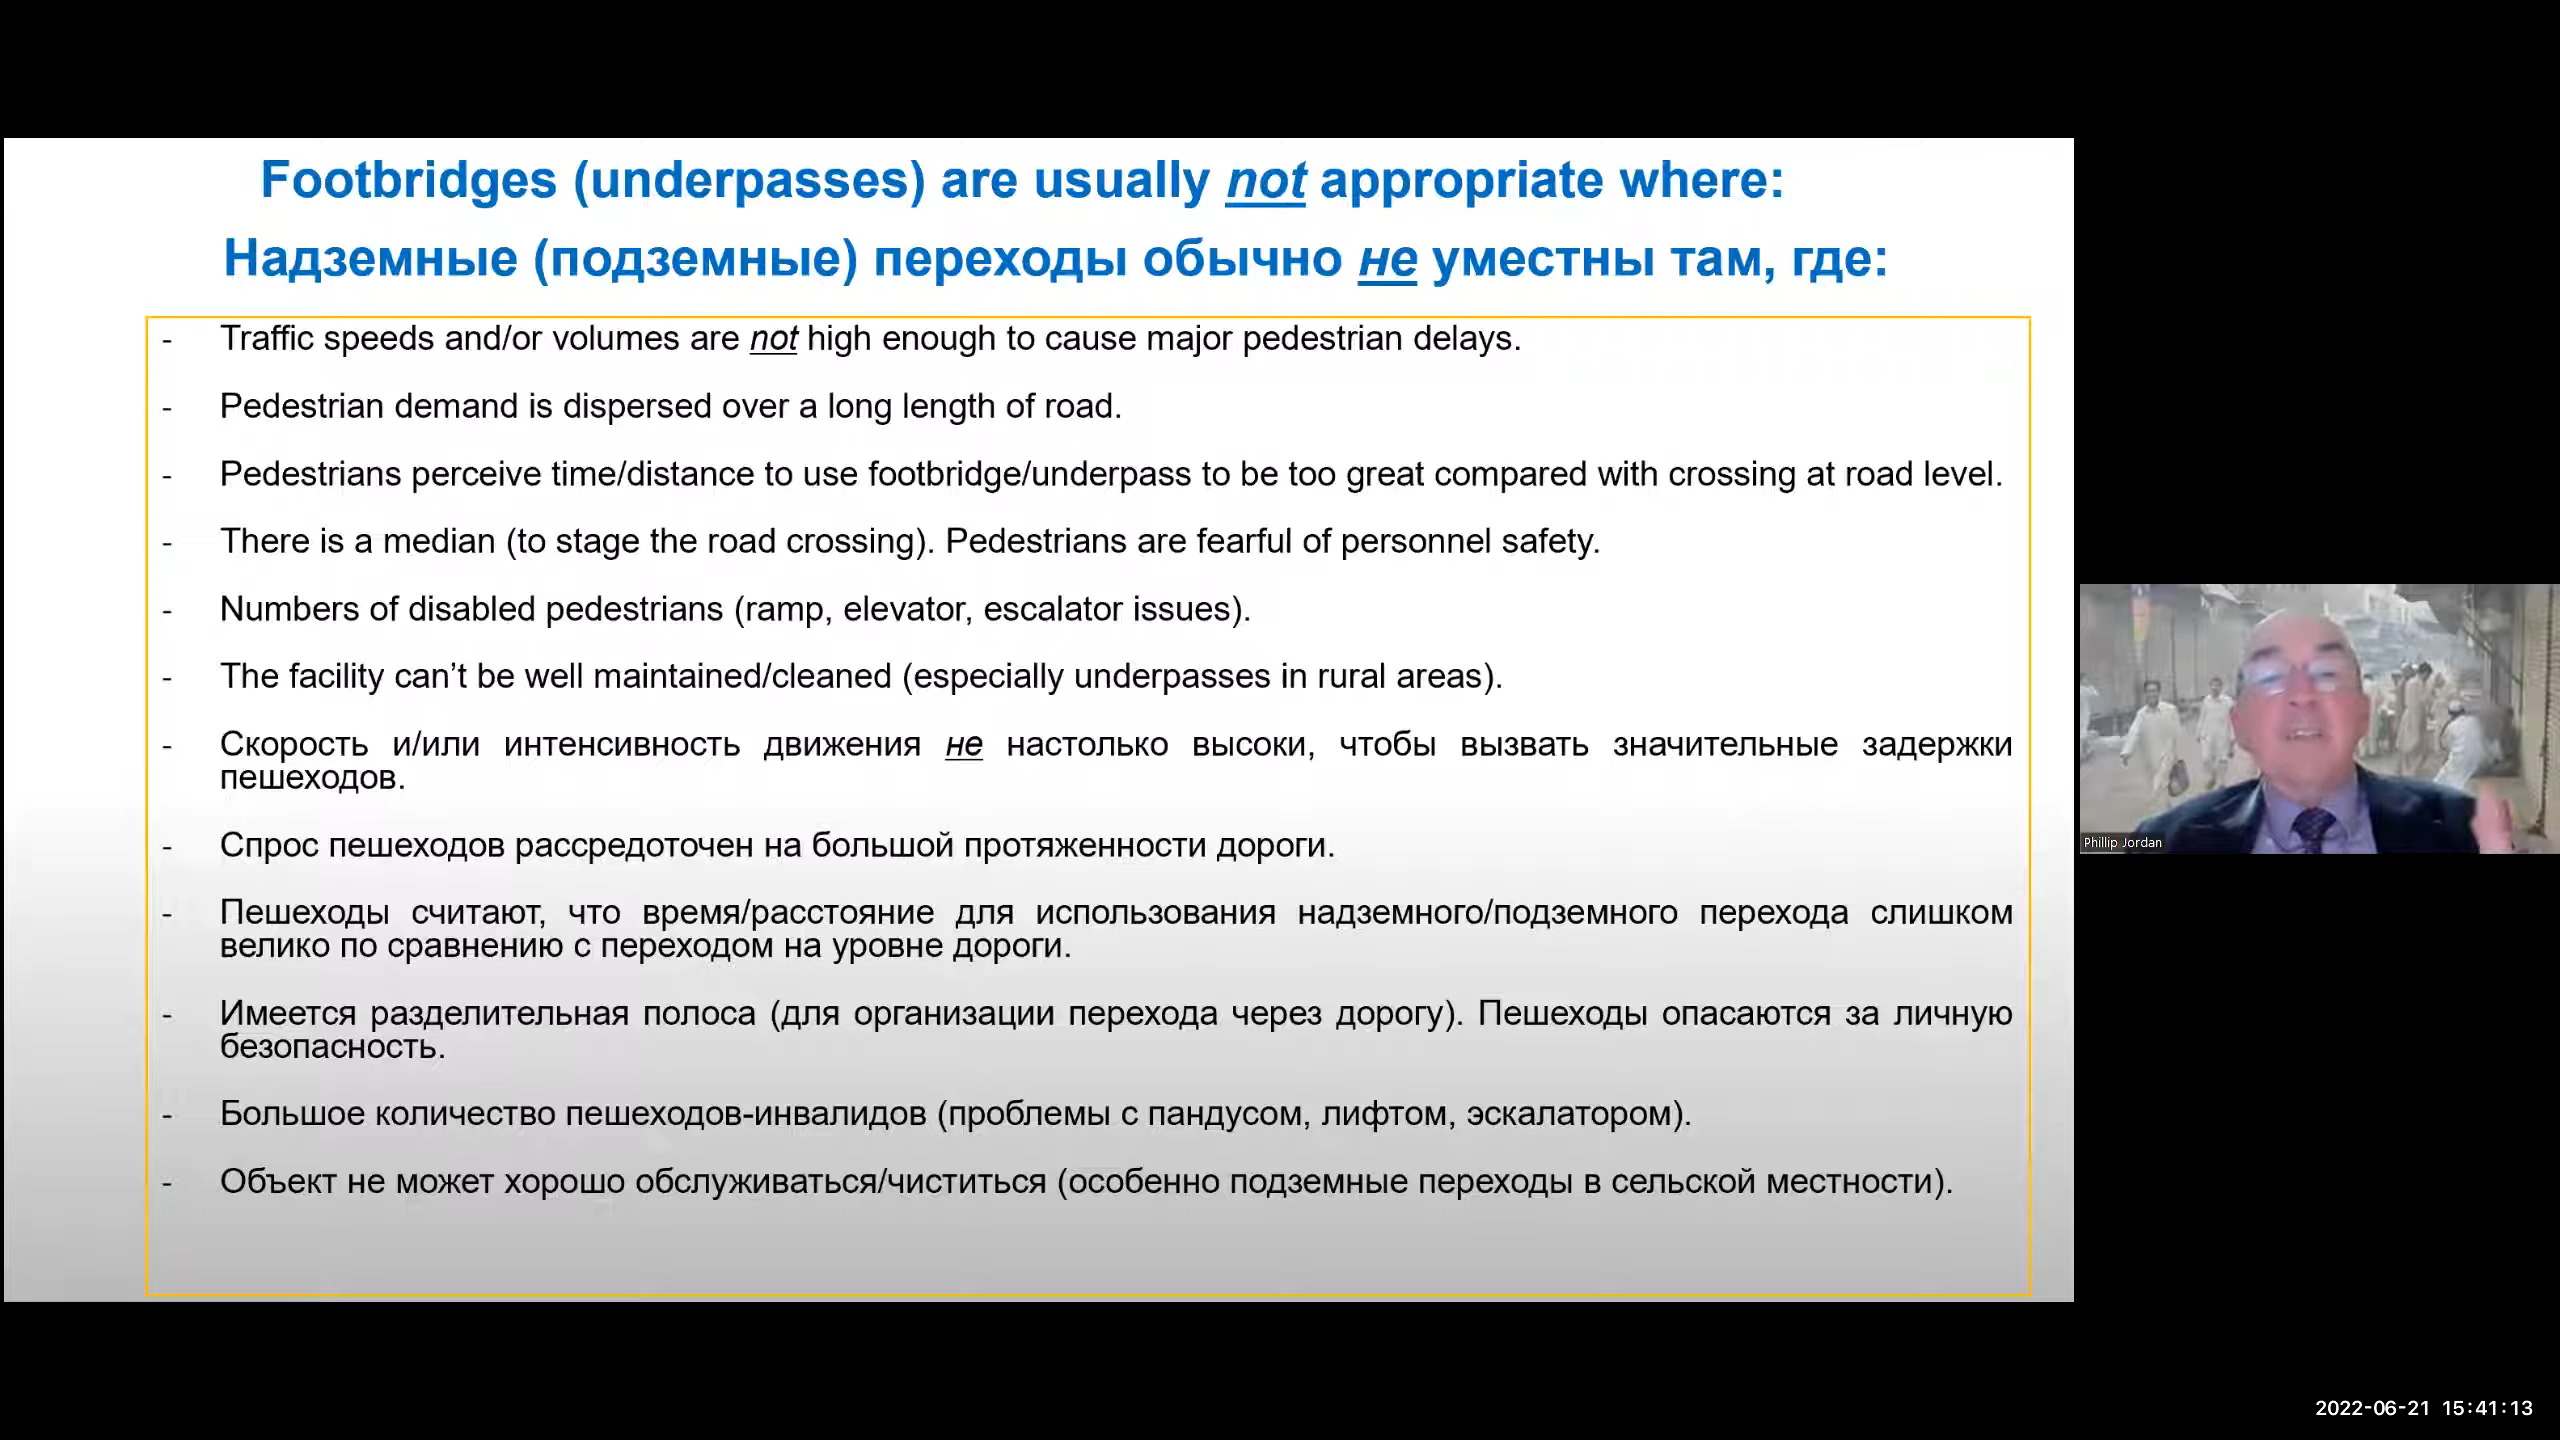 Footbridges (underpasses) are usually not appropriate where:
Надземные (подземные) переходы обычно не уместны там, где:
- Traffic speeds and/or volumes are not high enough to cause major pedestrian delays.
- Pedestrian demand is dispersed over a long length of road.
- Pedestrians perceive time/distance to use footbridge/underpass to be too great compared with crossing at road level.
- There is a median (to stage the road crossing). Pedestrians are fearful of personnel safety.
- Numbers of disabled pedestrians (ramp, elevator, escalator issues).
- The facility can’t be well maintained/cleaned (especially underpasses in rural areas).
- Скорость и/или интенсивность движения не настолько высоки, чтобы вызвать значительные задержки
пешеходов.
- Спрос пешеходов рассредоточен на большой протяженности дороги.
- Пешеходы считают, что время/расстояние для использования надземного/подземного перехода слишком
велико по сравнению с переходом на уровне дороги.
- Имеется разделительная полоса (для организации перехода через дорогу). Пешеходы опасаются за личную
безопасность.
- Большое количество пешеходов-инвалидов (проблемы с пандусом, лифтом, эскалатором).
- Объект не может хорошо обслуживаться/чиститься (особенно подземные переходы в сельской местности).
Phillip Jordan
2022-06-21 15:41:13